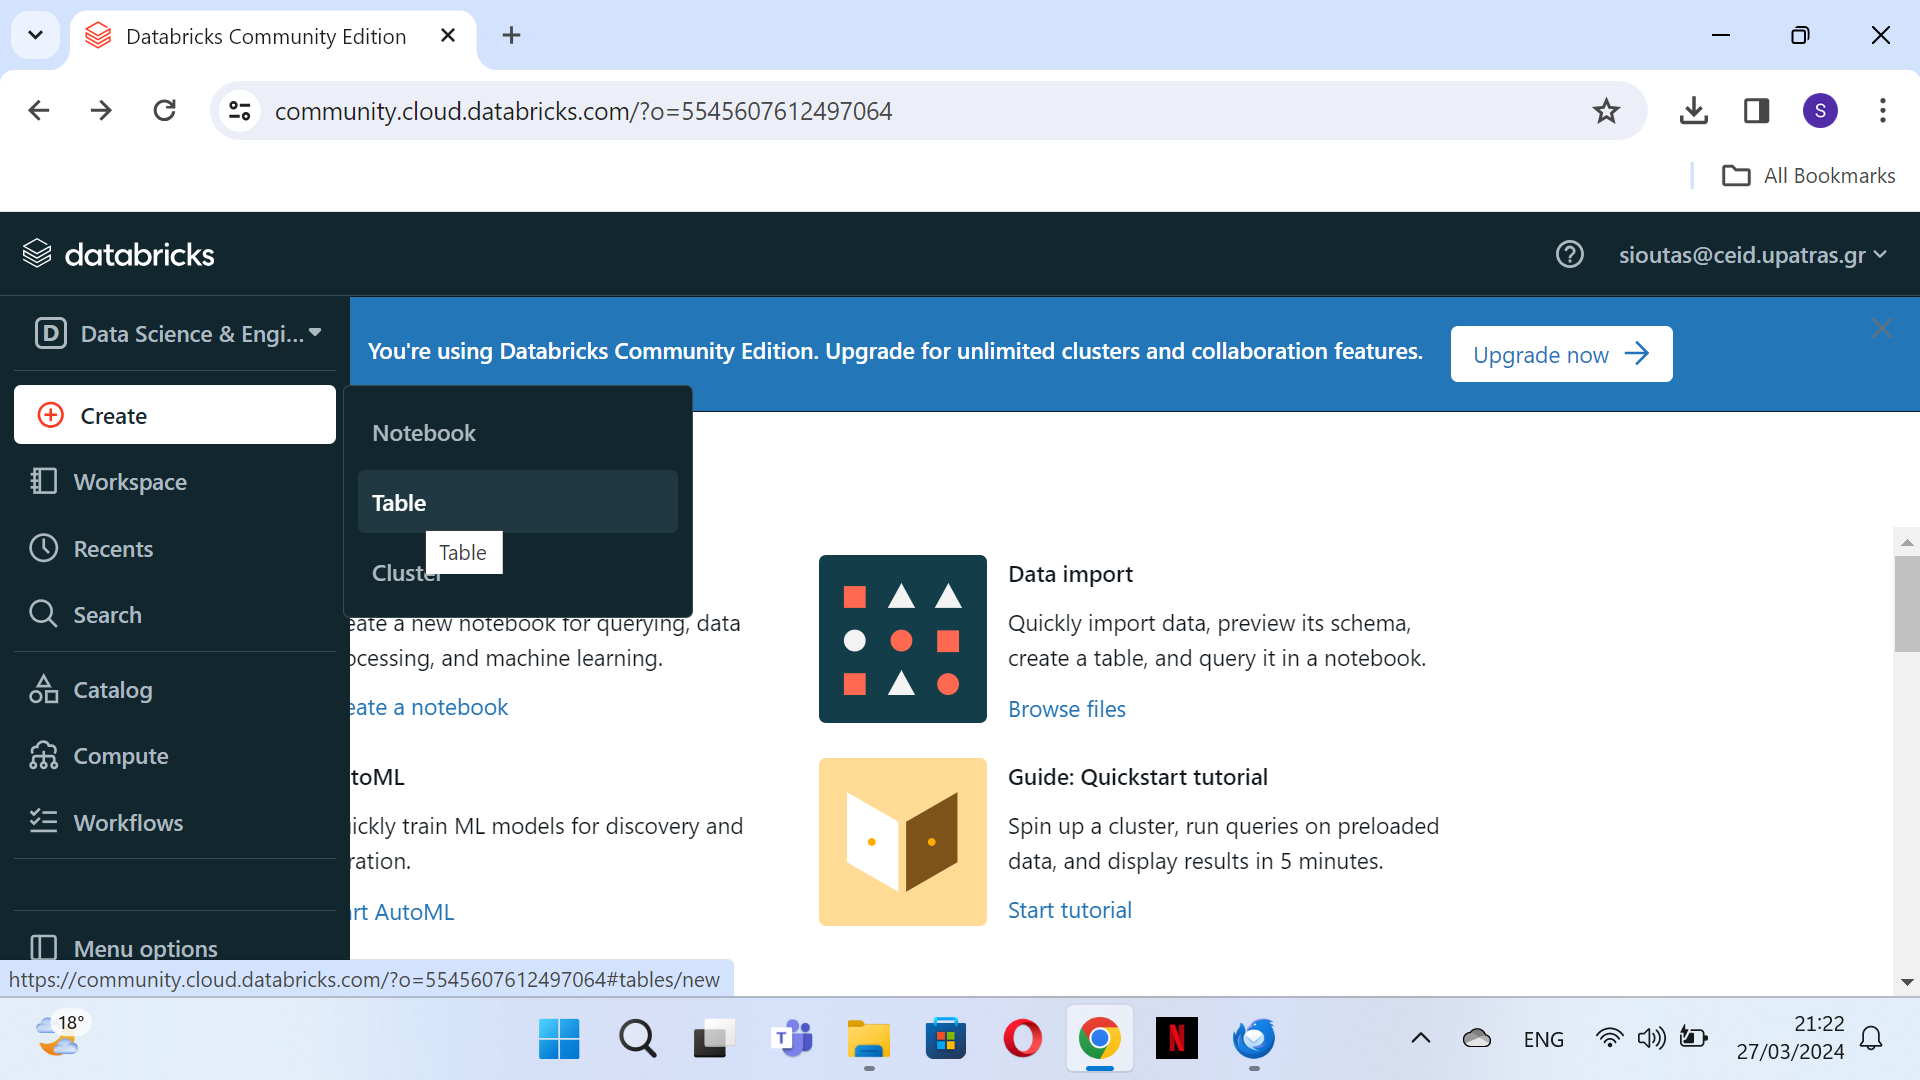 Databricks Community Edition
community.cloud.databricks.com/?o=5545607612497064
S
All Bookmarks
databricks
sioutas@ceid.upatras.gr
D Data Science & Engi...
You're using Databricks Community Edition. Upgrade for unlimited clusters and collaboration features.
Upgrade now
Create
Notebook
Workspace
Table
Table
Recents
Cluster
Search
Catalog
Compute
Workflows
Menu options
eate a new notebook for querying, data
ocessing, and machine learning.
eate a notebook
Data import
Quickly import data, preview its schema,
create a table, and query it in a notebook.
Browse files
toML
ickly train ML models for discovery and
ration.
rt AutoML
Guide: Quickstart tutorial
Spin up a cluster, run queries on preloaded
data, and display results in 5 minutes.
Start tutorial
https://community.cloud.databricks.com/?o=5545607612497064#tables/new
18°
T
N
ENG
21:22
27/03/2024